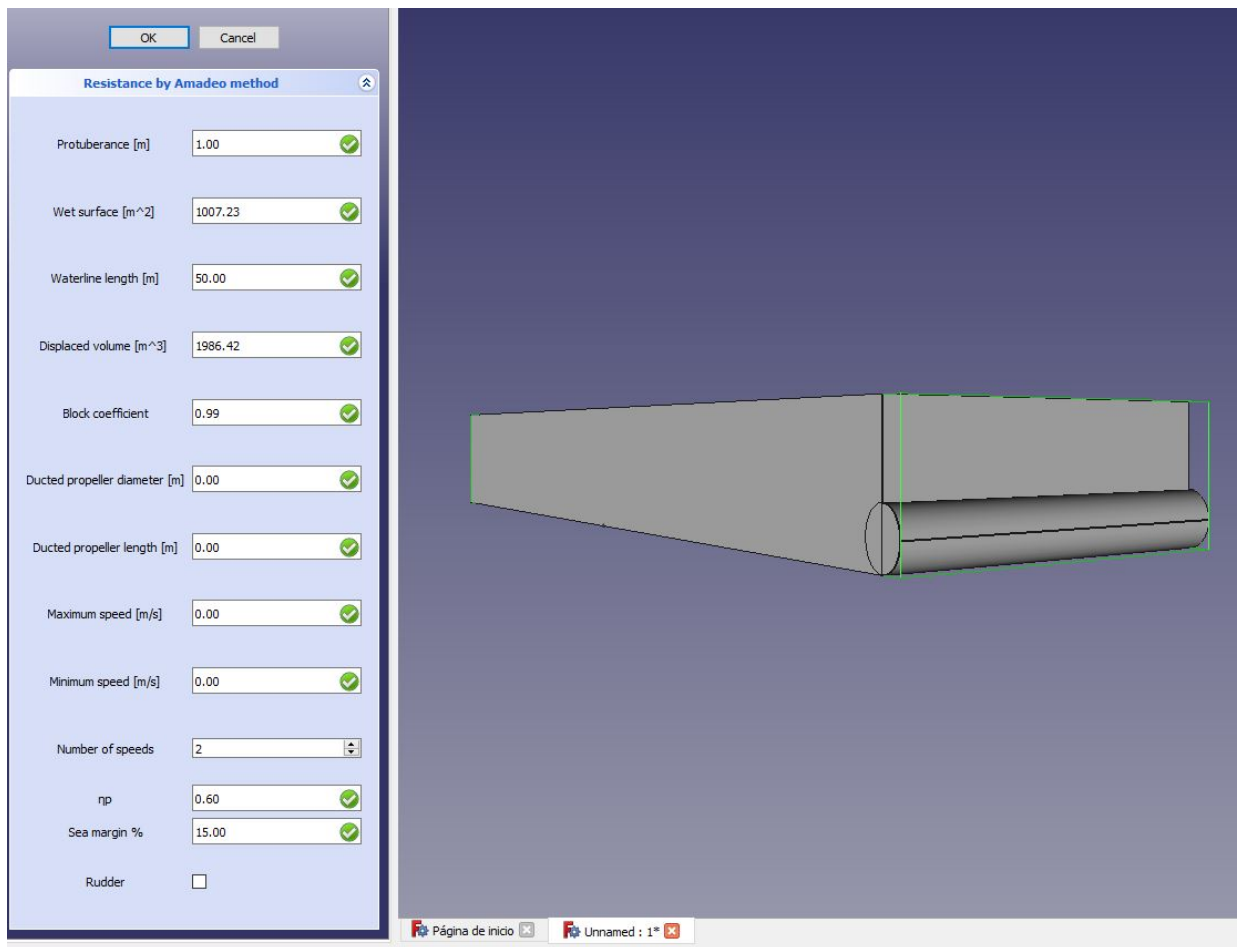 OK Cancel
Resistance by Amadeo method
Protuberance [m] 1.00
Wet surface [m^2] 1007.23
Waterline length [m] 50.00
Displaced volume [m^3] 1986.42
Block coefficient 0.99
Ducted propeller diameter [m] 0.00
Ducted propeller length [m] 0.00
Maximum speed [m/s] 0.00
Minimum speed [m/s] 0.00
Number of speeds 2
ηp 0.60
Sea margin % 15.00
Rudder
Página de inicio Unnamed : 1*